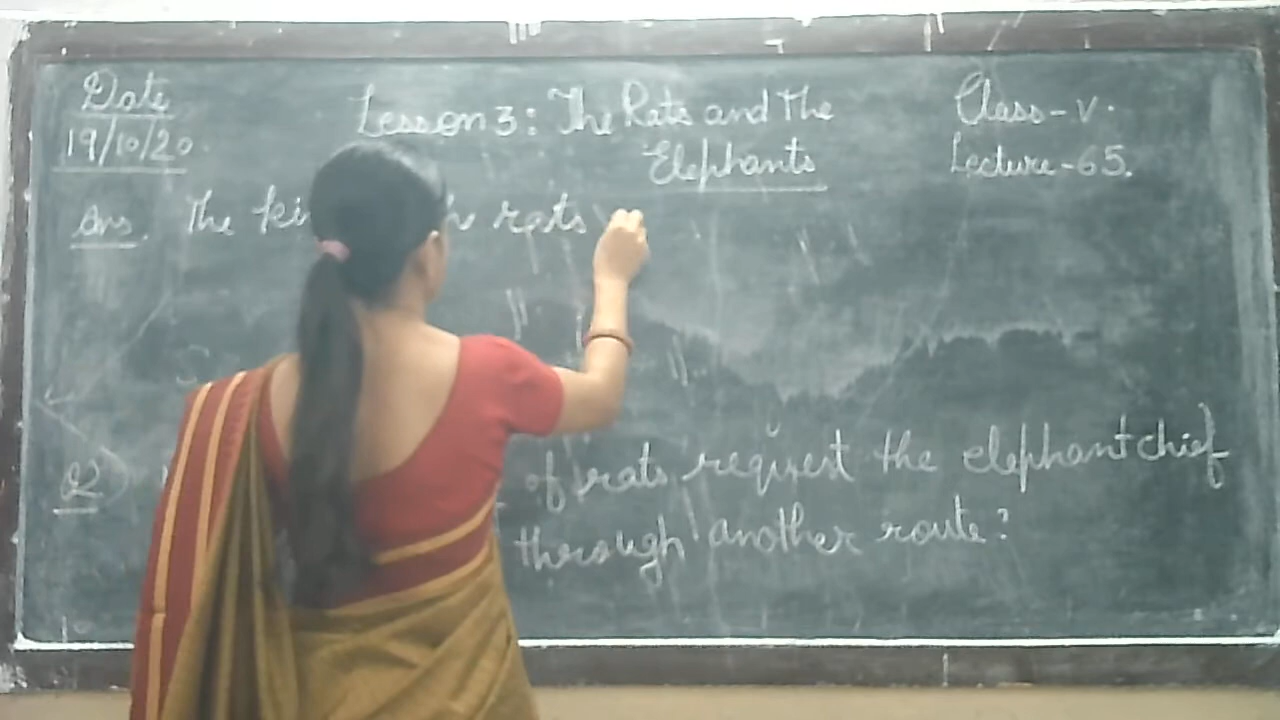 Date
19/10/20
Lesson 3: The Rats and The
Elephants
Class-V.
Lecture-65.
Ans. The rats
Q2) of rats request the elephant chief
through another route?